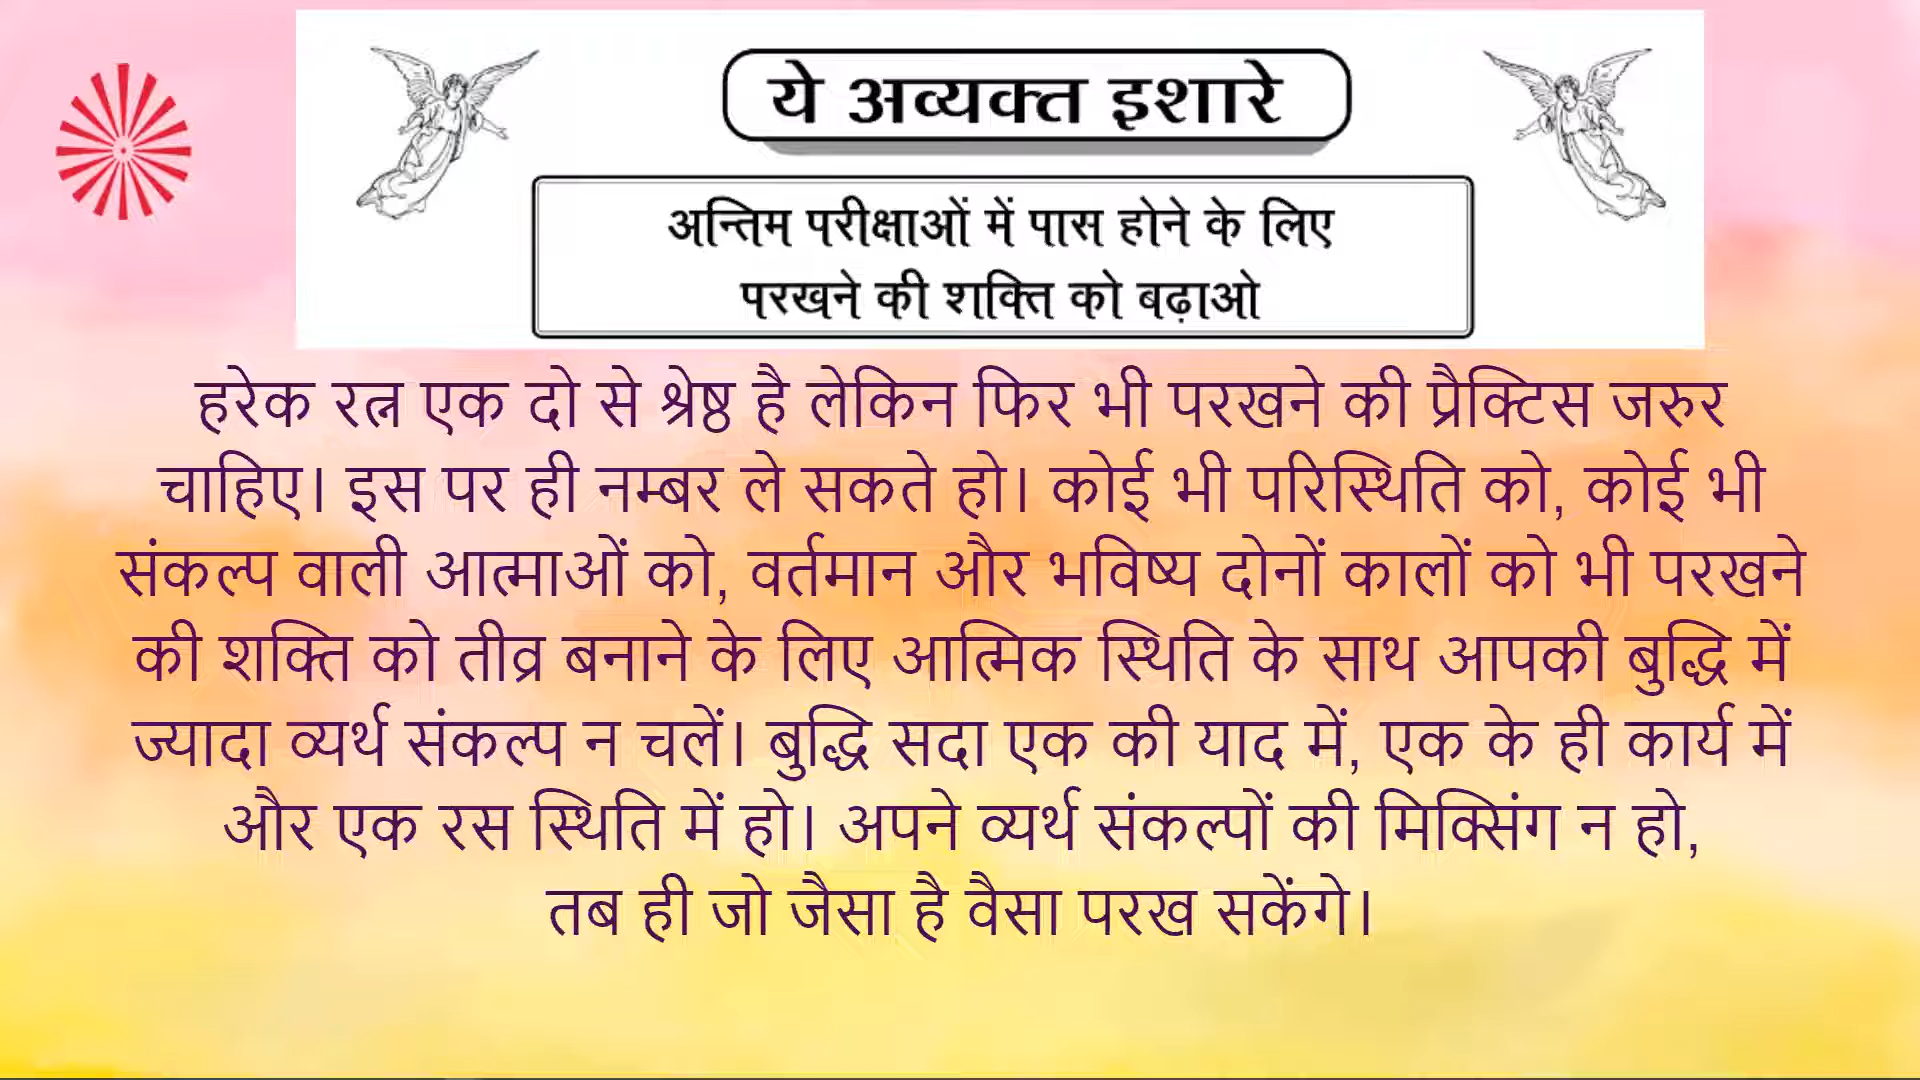 ये अव्यक्त इशारे
अन्तिम परीक्षाओं में पास होने के लिए
परखने की शक्ति को बढ़ाओ
हरेक रत्न एक दो से श्रेष्ठ है लेकिन फिर भी परखने की प्रैक्टिस जरुर
चाहिए। इस पर ही नम्बर ले सकते हो। कोई भी परिस्थिति को, कोई भी
संकल्प वाली आत्माओं को, वर्तमान और भविष्य दोनों कालों को भी परखने
की शक्ति को तीव्र बनाने के लिए आत्मिक स्थिति के साथ आपकी बुद्धि में
ज्यादा व्यर्थ संकल्प न चलें। बुद्धि सदा एक की याद में, एक के ही कार्य में
और एक रस स्थिति में हो। अपने व्यर्थ संकल्पों की मिक्सिंग न हो,
तब ही जो जैसा है वैसा परख सकेंगे।